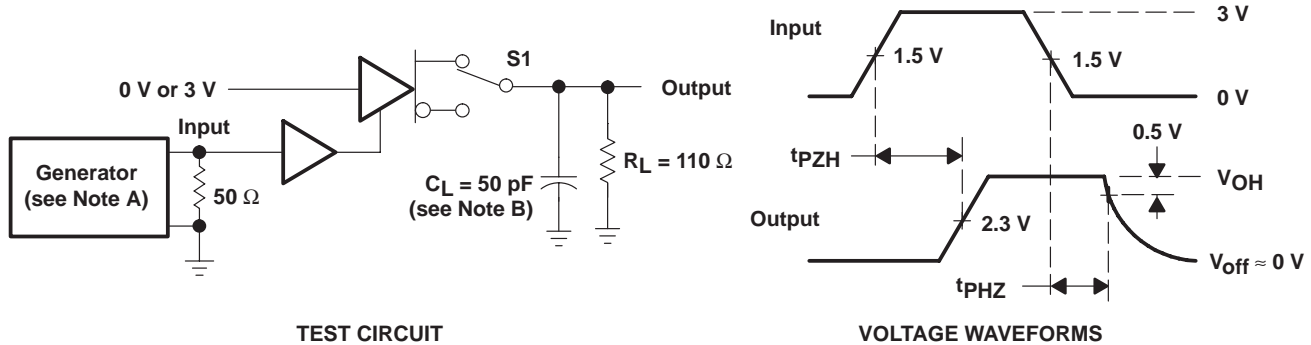 0 V or 3 V
Input
Generator
(see Note A)
50 Ω
S1
Output
CL = 50 pF
(see Note B)
RL = 110 Ω
TEST CIRCUIT
Input
3 V
1.5 V
1.5 V
0 V
0.5 V
tPZH
VOH
Output
2.3 V
Voff ≈ 0 V
tPHZ
VOLTAGE WAVEFORMS